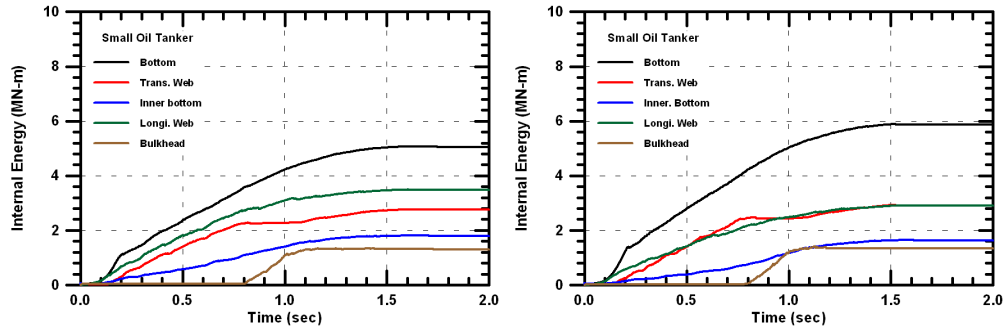 10
8
6
4
2
0
Internal Energy (MN-m)
Small Oil Tanker
Bottom
Trans. Web
Inner bottom
Longi. Web
Bulkhead
0.0 0.5 1.0 1.5 2.0
Time (sec)
10
8
6
4
2
0
Internal Energy (MN-m)
Small Oil Tanker
Bottom
Trans. Web
Inner. Bottom
Longi. Web
Bulkhead
0.0 0.5 1.0 1.5 2.0
Time (sec)